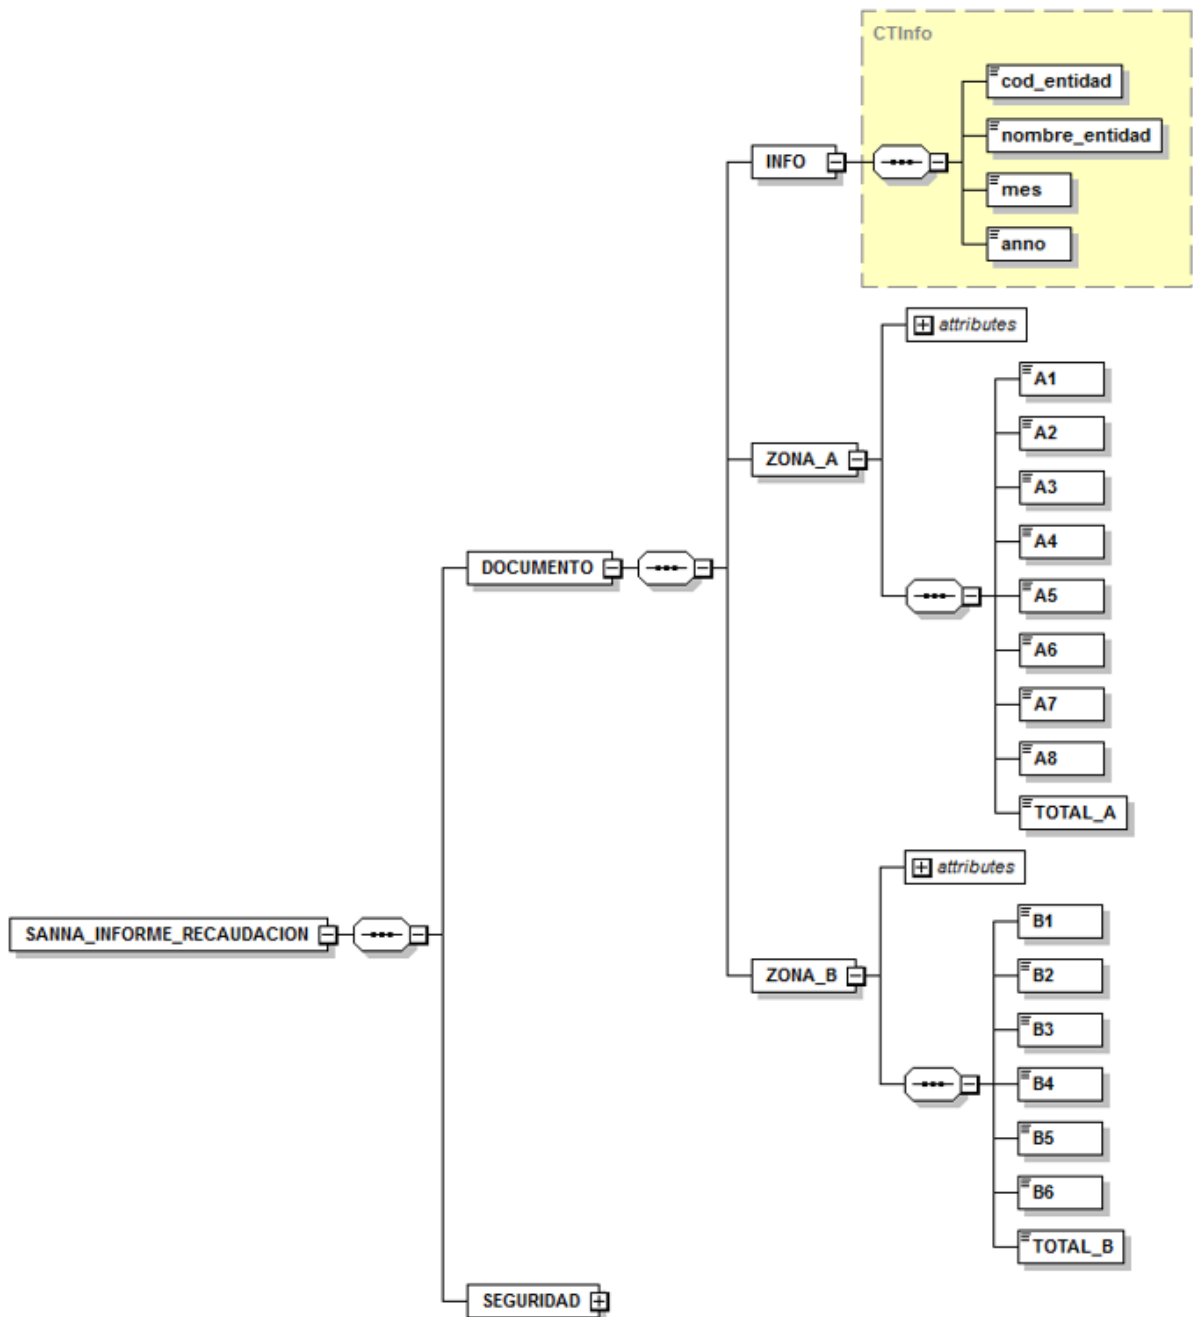 CTInfo
cod_entidad
nombre_entidad
INFO
mes
anno
attributes
A1
A2
ZONA_A
A3
A4
DOCUMENTO
A5
A6
A7
A8
TOTAL_A
attributes
B1
SANNA_INFORME_RECAUDACION
B2
ZONA_B
B3
B4
B5
B6
TOTAL_B
SEGURIDAD